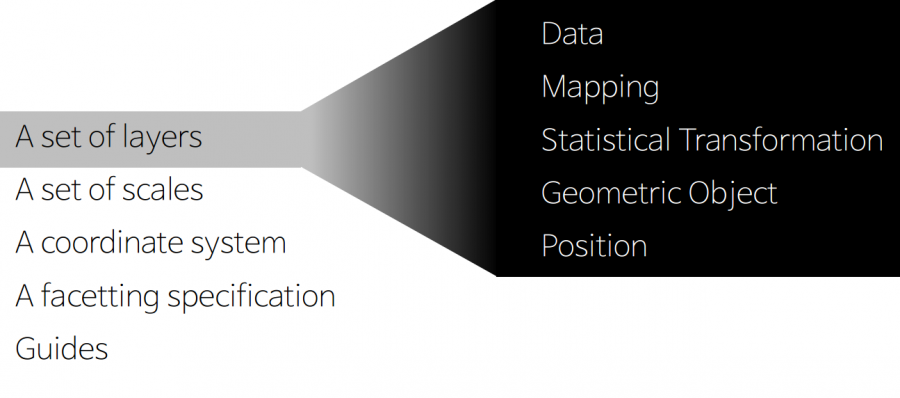 A set of layers
A set of scales
A coordinate system
A facetting specification
Guides
Data
Mapping
Statistical Transformation
Geometric Object
Position